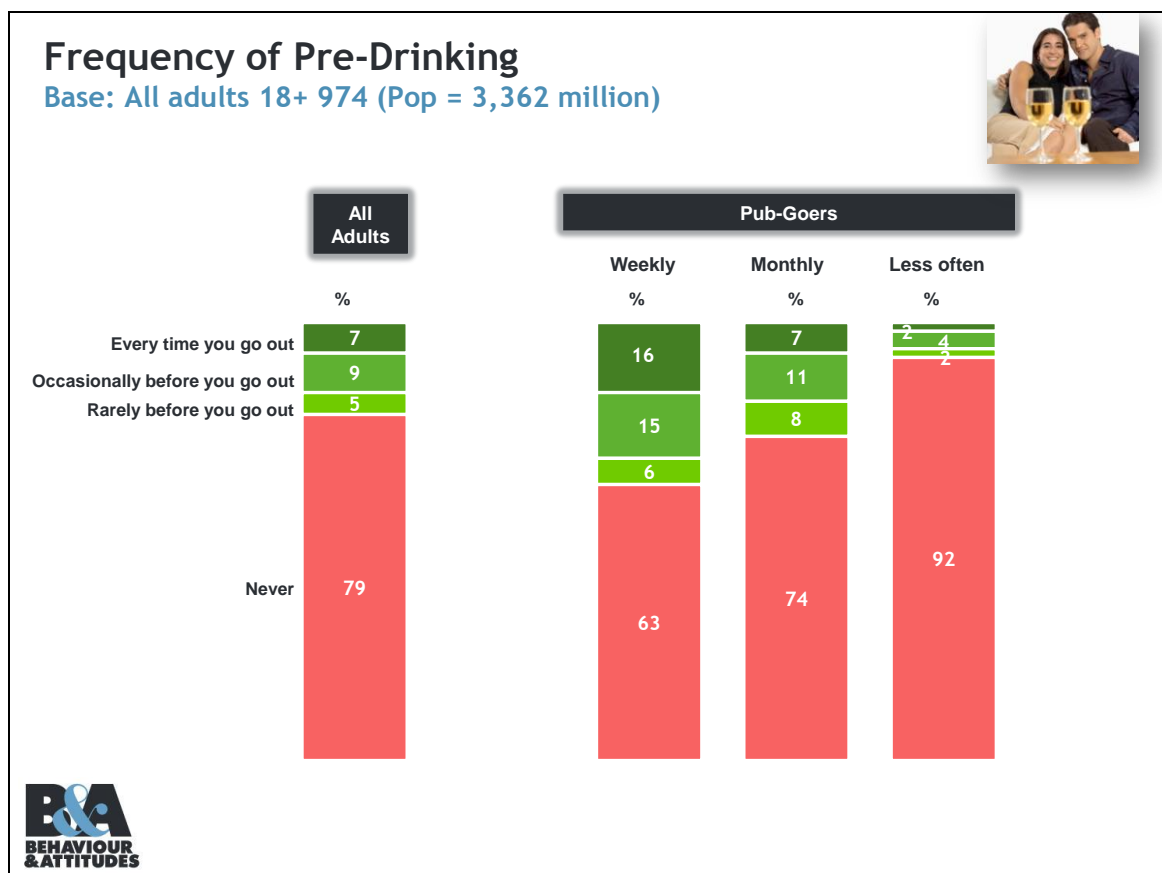 Frequency of Pre-Drinking
Base: All adults 18+ 974 (Pop = 3,362 million)
All
Adults
Pub-Goers
Weekly
Monthly
Less often
%
%
%
%
Every time you go out
7
16
7
2
Occasionally before you go out
9
15
11
4
Rarely before you go out
5
6
8
2
Never
79
63
74
92
B&A
BEHAVIOUR
&ATTITUDES